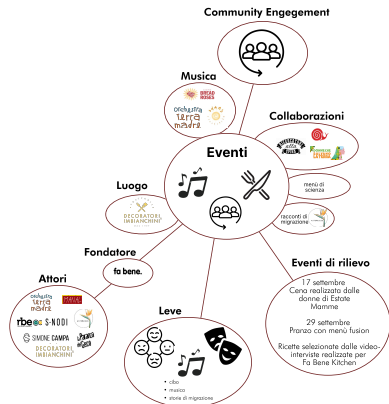 Community Engegement
Musica
BREAD
ROSES
orchestra
terra
madre
Collaborazioni
Eventi
menù di
scienza
Luogo
DECORATORI
IMBIANCHINI
racconti di
migrazione
Fondatore
fa bene.
Attori
orchestra
terra
madre
rbe
S-NODI
SIMONE CAMPA
DECORATORI
IMBIANCHINI
Eventi di rilievo
17 settembre
Cena realizzata dalle
donne di Estate
Mamme
29 settembre
Pranzo con menù fusion
Ricette selezionate dalle video-
interviste realizzate per
Fa Bene Kitchen
Leve
• cibo
• musica
• storie di migrazione